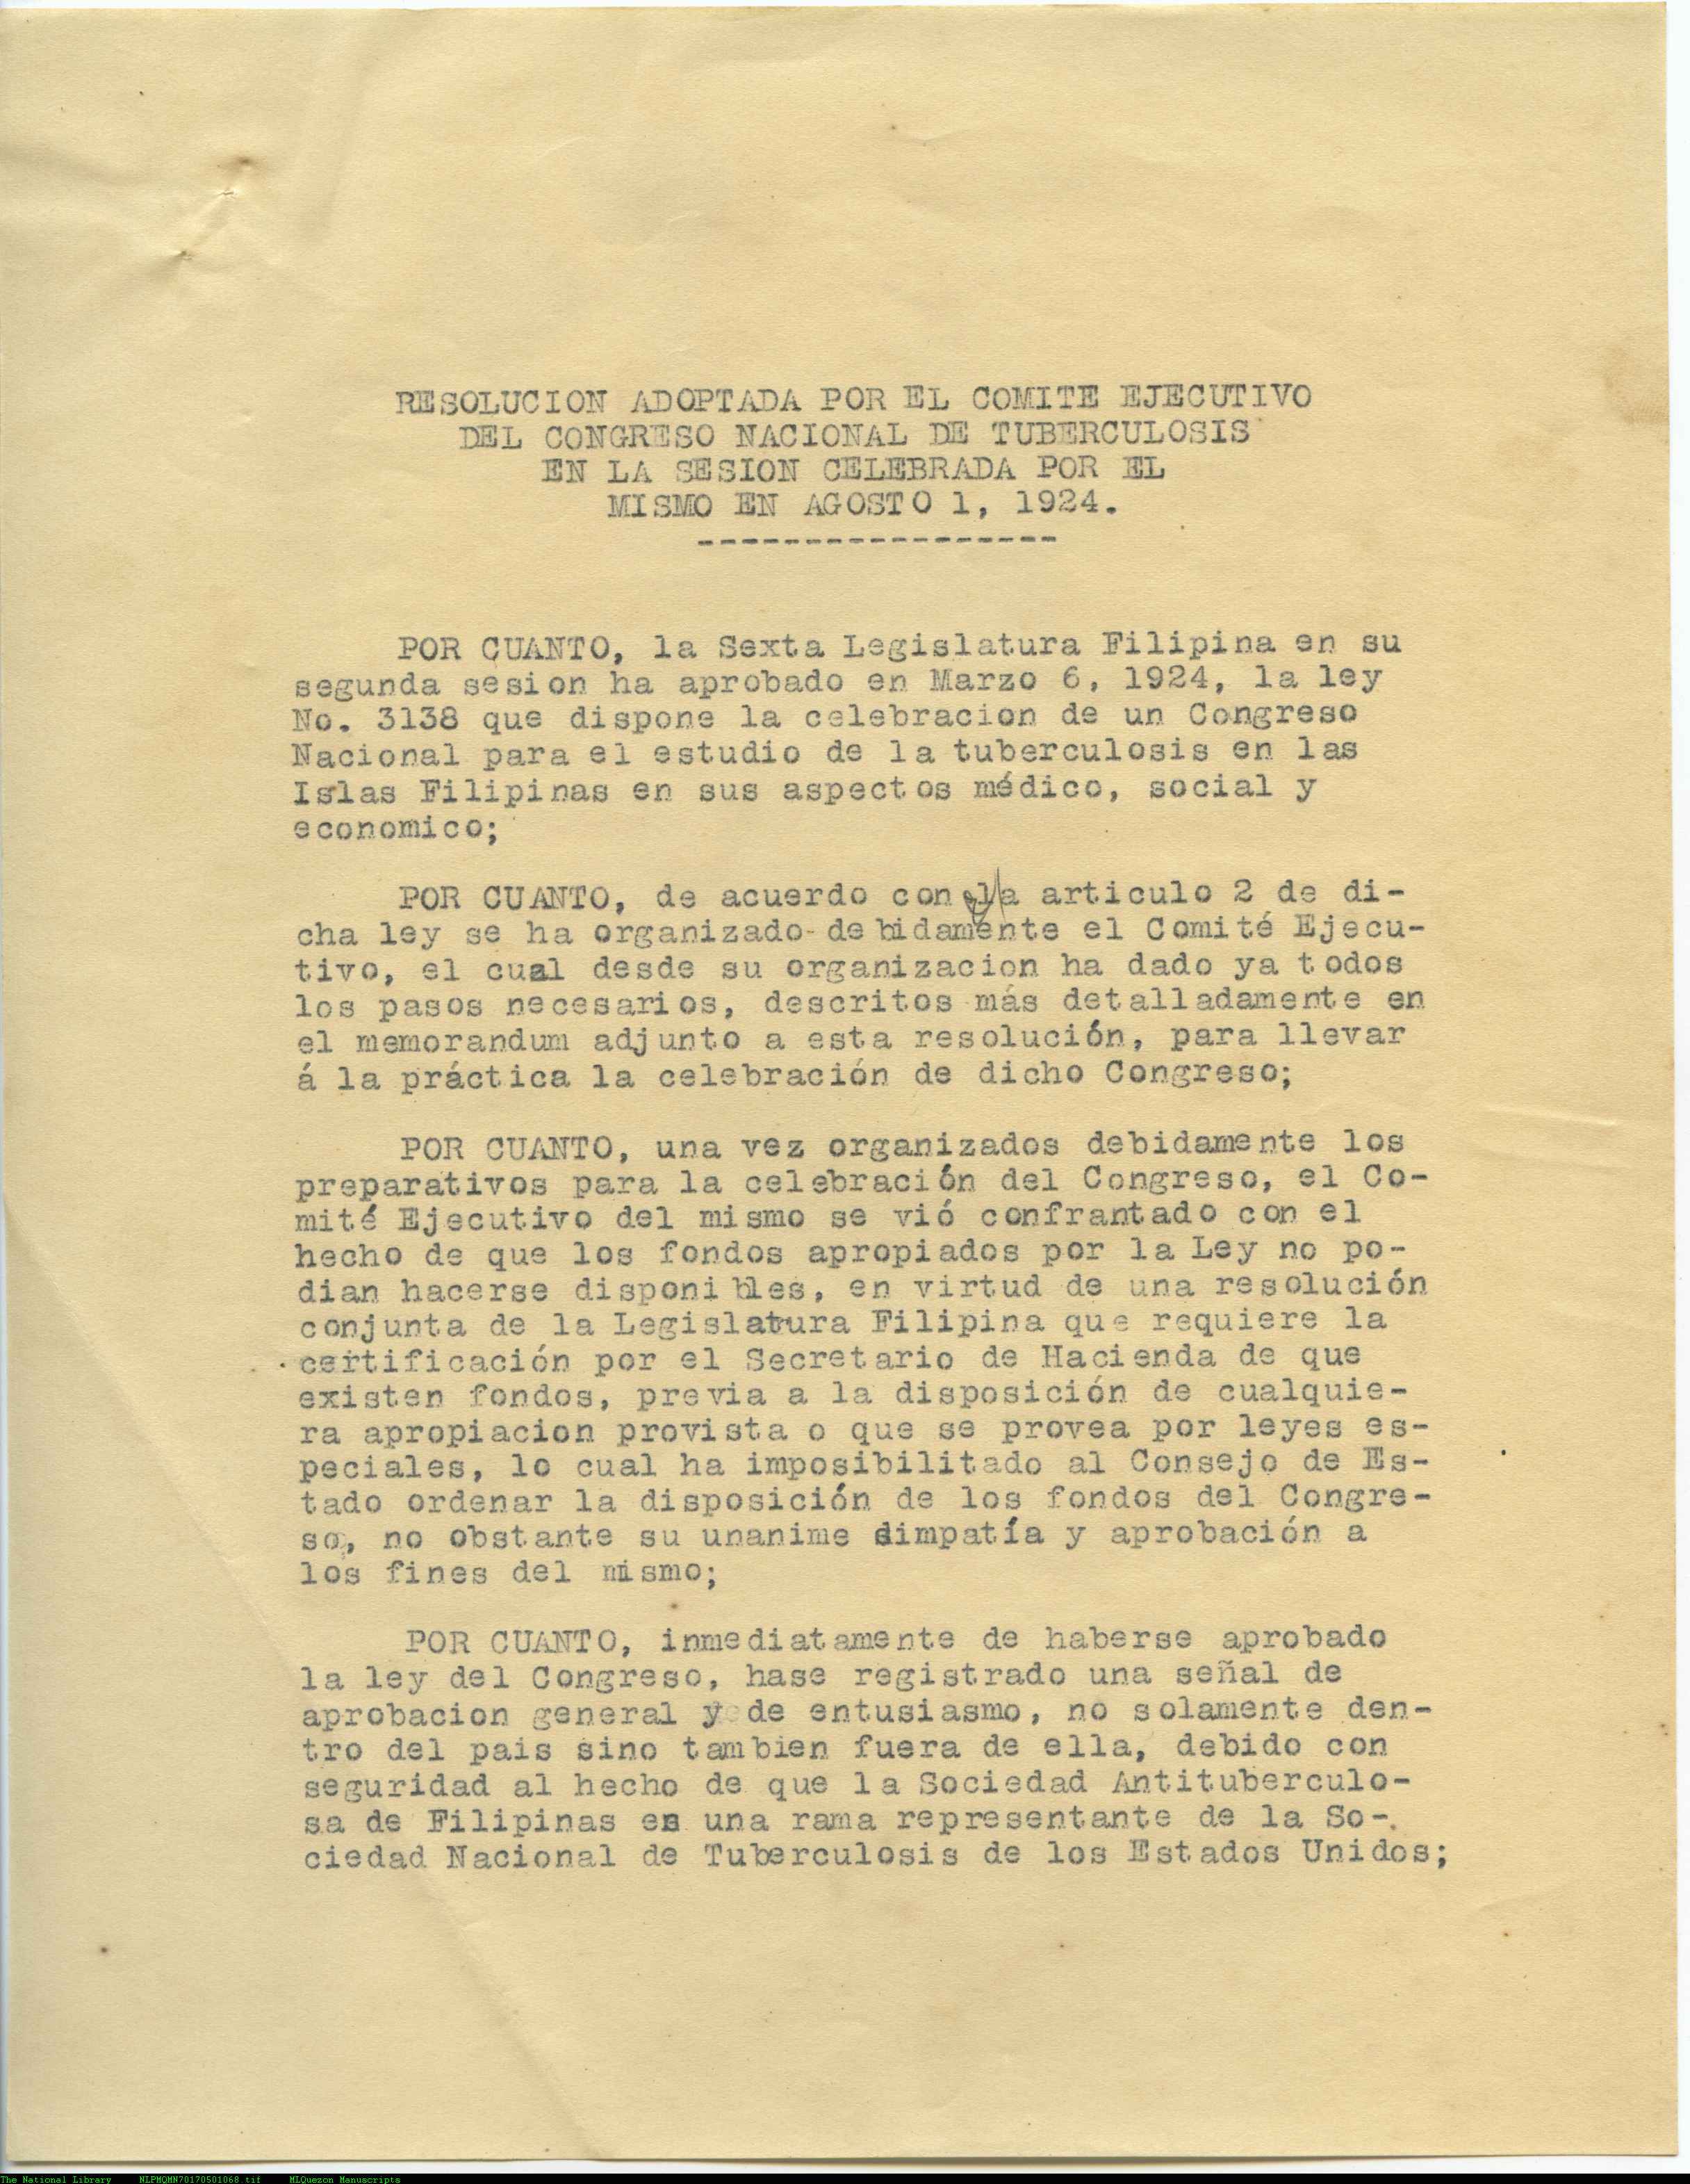 RESOLUCION ADOPTADA POR EL COMITE EJECUTIVO
DEL CONGRESO NACIONAL DE TUBERCULOSIS
EN LA SESION CELEBRADA POR EL
MISMO EN AGOSTO 1, 1924.
-----------------
POR CUANTO, la Sexta Legislatura Filipina en su
segunda sesion ha aprobado en Marzo 6, 1924, la ley
No. 3138 que dispone la celebracion de un Congreso
Nacional para el estudio de la tuberculosis en las
Islas Filipinas en sus aspectos médico, social y
economico;
POR CUANTO, de acuerdo con el articulo 2 de di-
cha ley se ha organizado debidamente el Comité Ejecu-
tivo, el cual desde su organizacion ha dado ya todos
los pasos necesarios, descritos más detalladamente en
el memorandum adjunto a esta resolución, para llevar
á la práctica la celebración de dicho Congreso;
POR CUANTO, una vez organizados debidamente los
preparativos para la celebración del Congreso, el Co-
mité Ejecutivo del mismo se vió confrantado con el
hecho de que los fondos apropiados por la Ley no po-
dian hacerse disponibles, en virtud de una resolución
conjunta de la Legislatura Filipina que requiere la
certificación por el Secretario de Hacienda de que
existen fondos, previa a la disposición de cualquie-
ra apropiacion provista o que se provea por leyes es-
peciales, lo cual ha imposibilitado al Consejo de Es-
tado ordenar la disposición de los fondos del Congre-
so, no obstante su unanime simpatía y aprobación a
los fines del mismo;
POR CUANTO, inmediatamente de haberse aprobado
la ley del Congreso, hase registrado una señal de
aprobacion general y de entusiasmo, no solamente den-
tro del pais sino tambien fuera de ella, debido con
seguridad al hecho de que la Sociedad Antituberculo-
sa de Filipinas es una rama representante de la So-
ciedad Nacional de Tuberculosis de los Estados Unidos;
The National Library NLPMQMN70170501068.tif MLQuezon Manuscripts